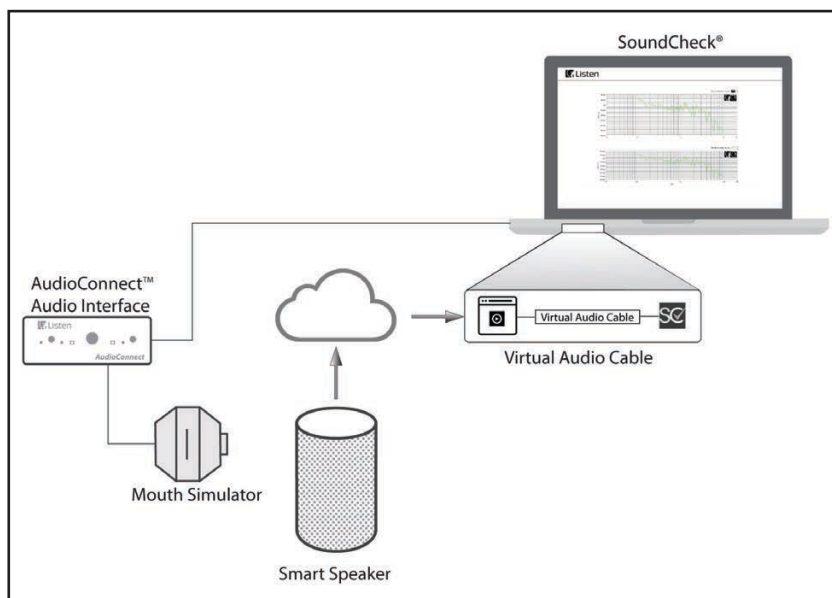 SoundCheck®
Listen
AudioConnect™
Audio Interface
Listen
AudioConnect
Virtual Audio Cable
SC
Virtual Audio Cable
Mouth Simulator
Smart Speaker